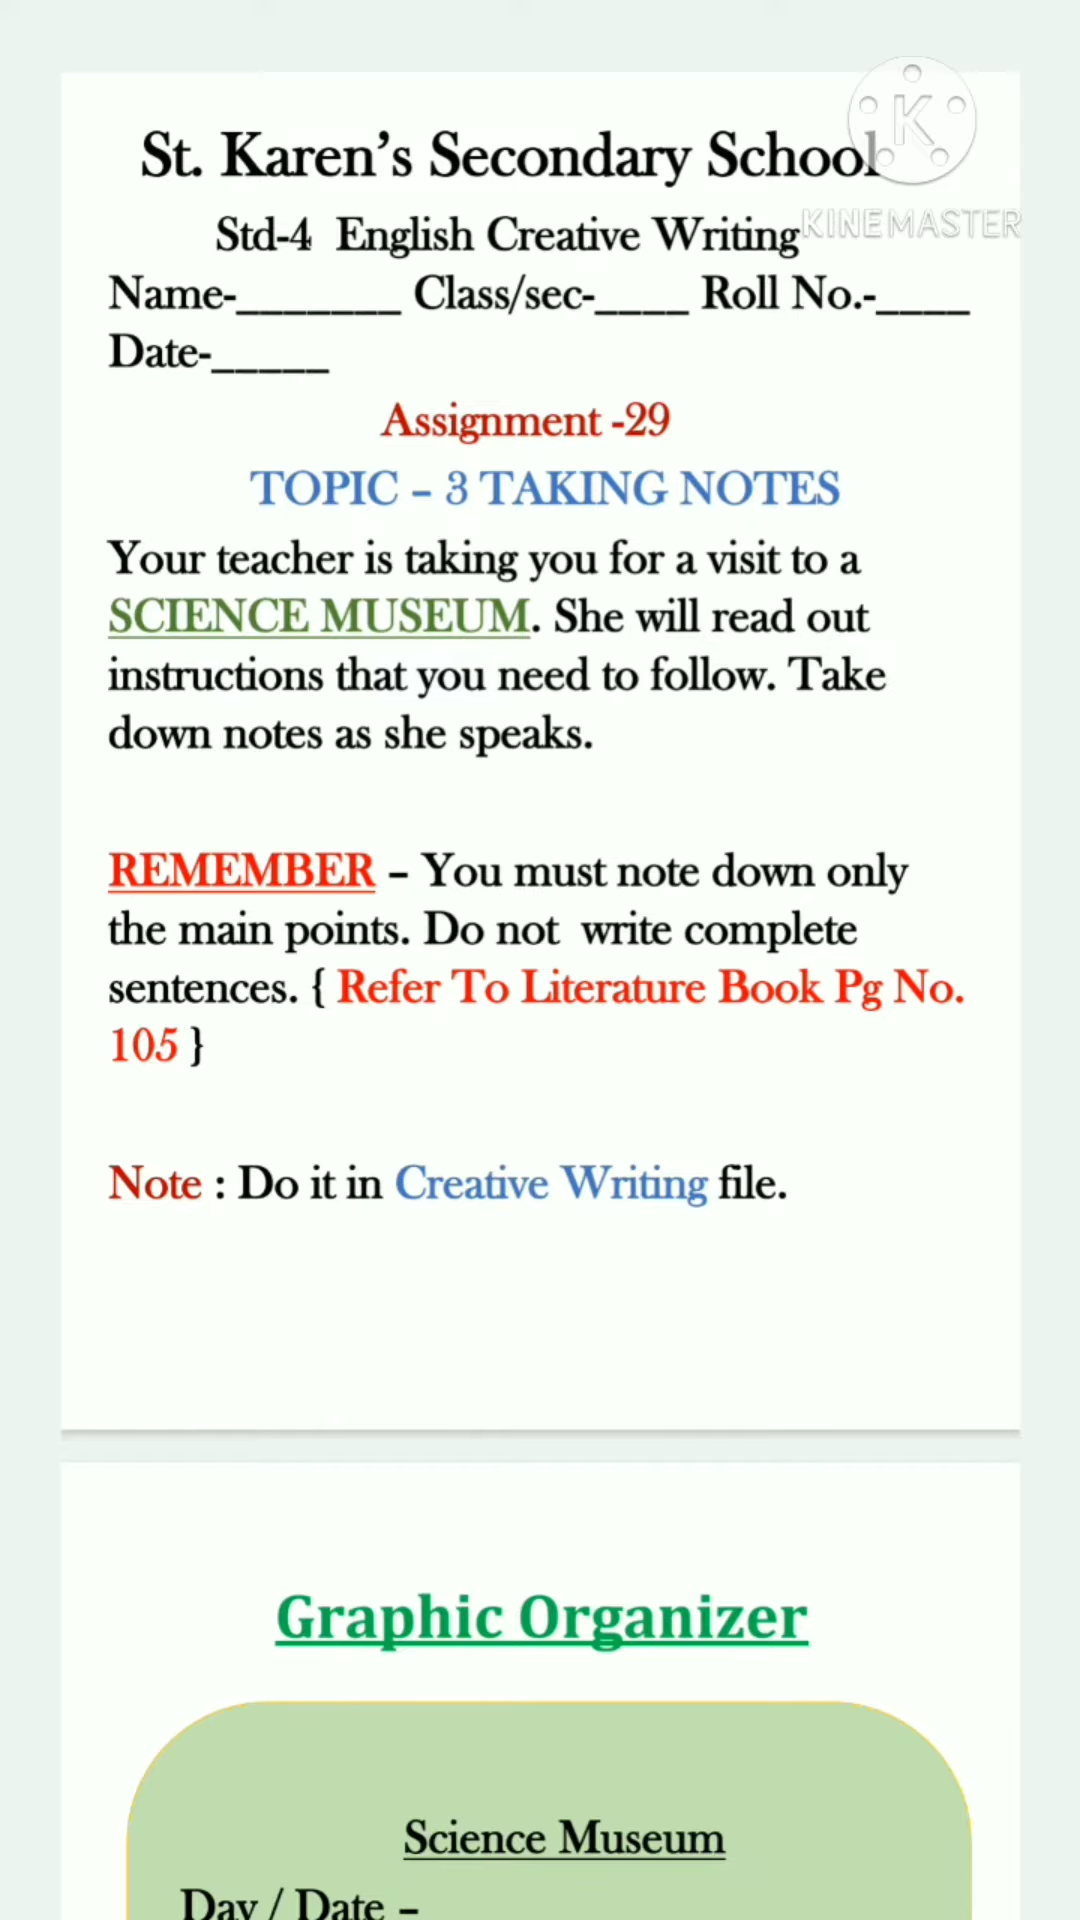 St. Karen's Secondary School
KINEMASTER
Std-4 English Creative Writing
Name-_______ Class/sec-____ Roll No.-____
Date-_____
Assignment -29
TOPIC – 3 TAKING NOTES
Your teacher is taking you for a visit to a
SCIENCE MUSEUM. She will read out
instructions that you need to follow. Take
down notes as she speaks.
REMEMBER – You must note down only
the main points. Do not write complete
sentences. { Refer To Literature Book Pg No.
105 }
Note : Do it in Creative Writing file.
Graphic Organizer
Science Museum
Day / Date –